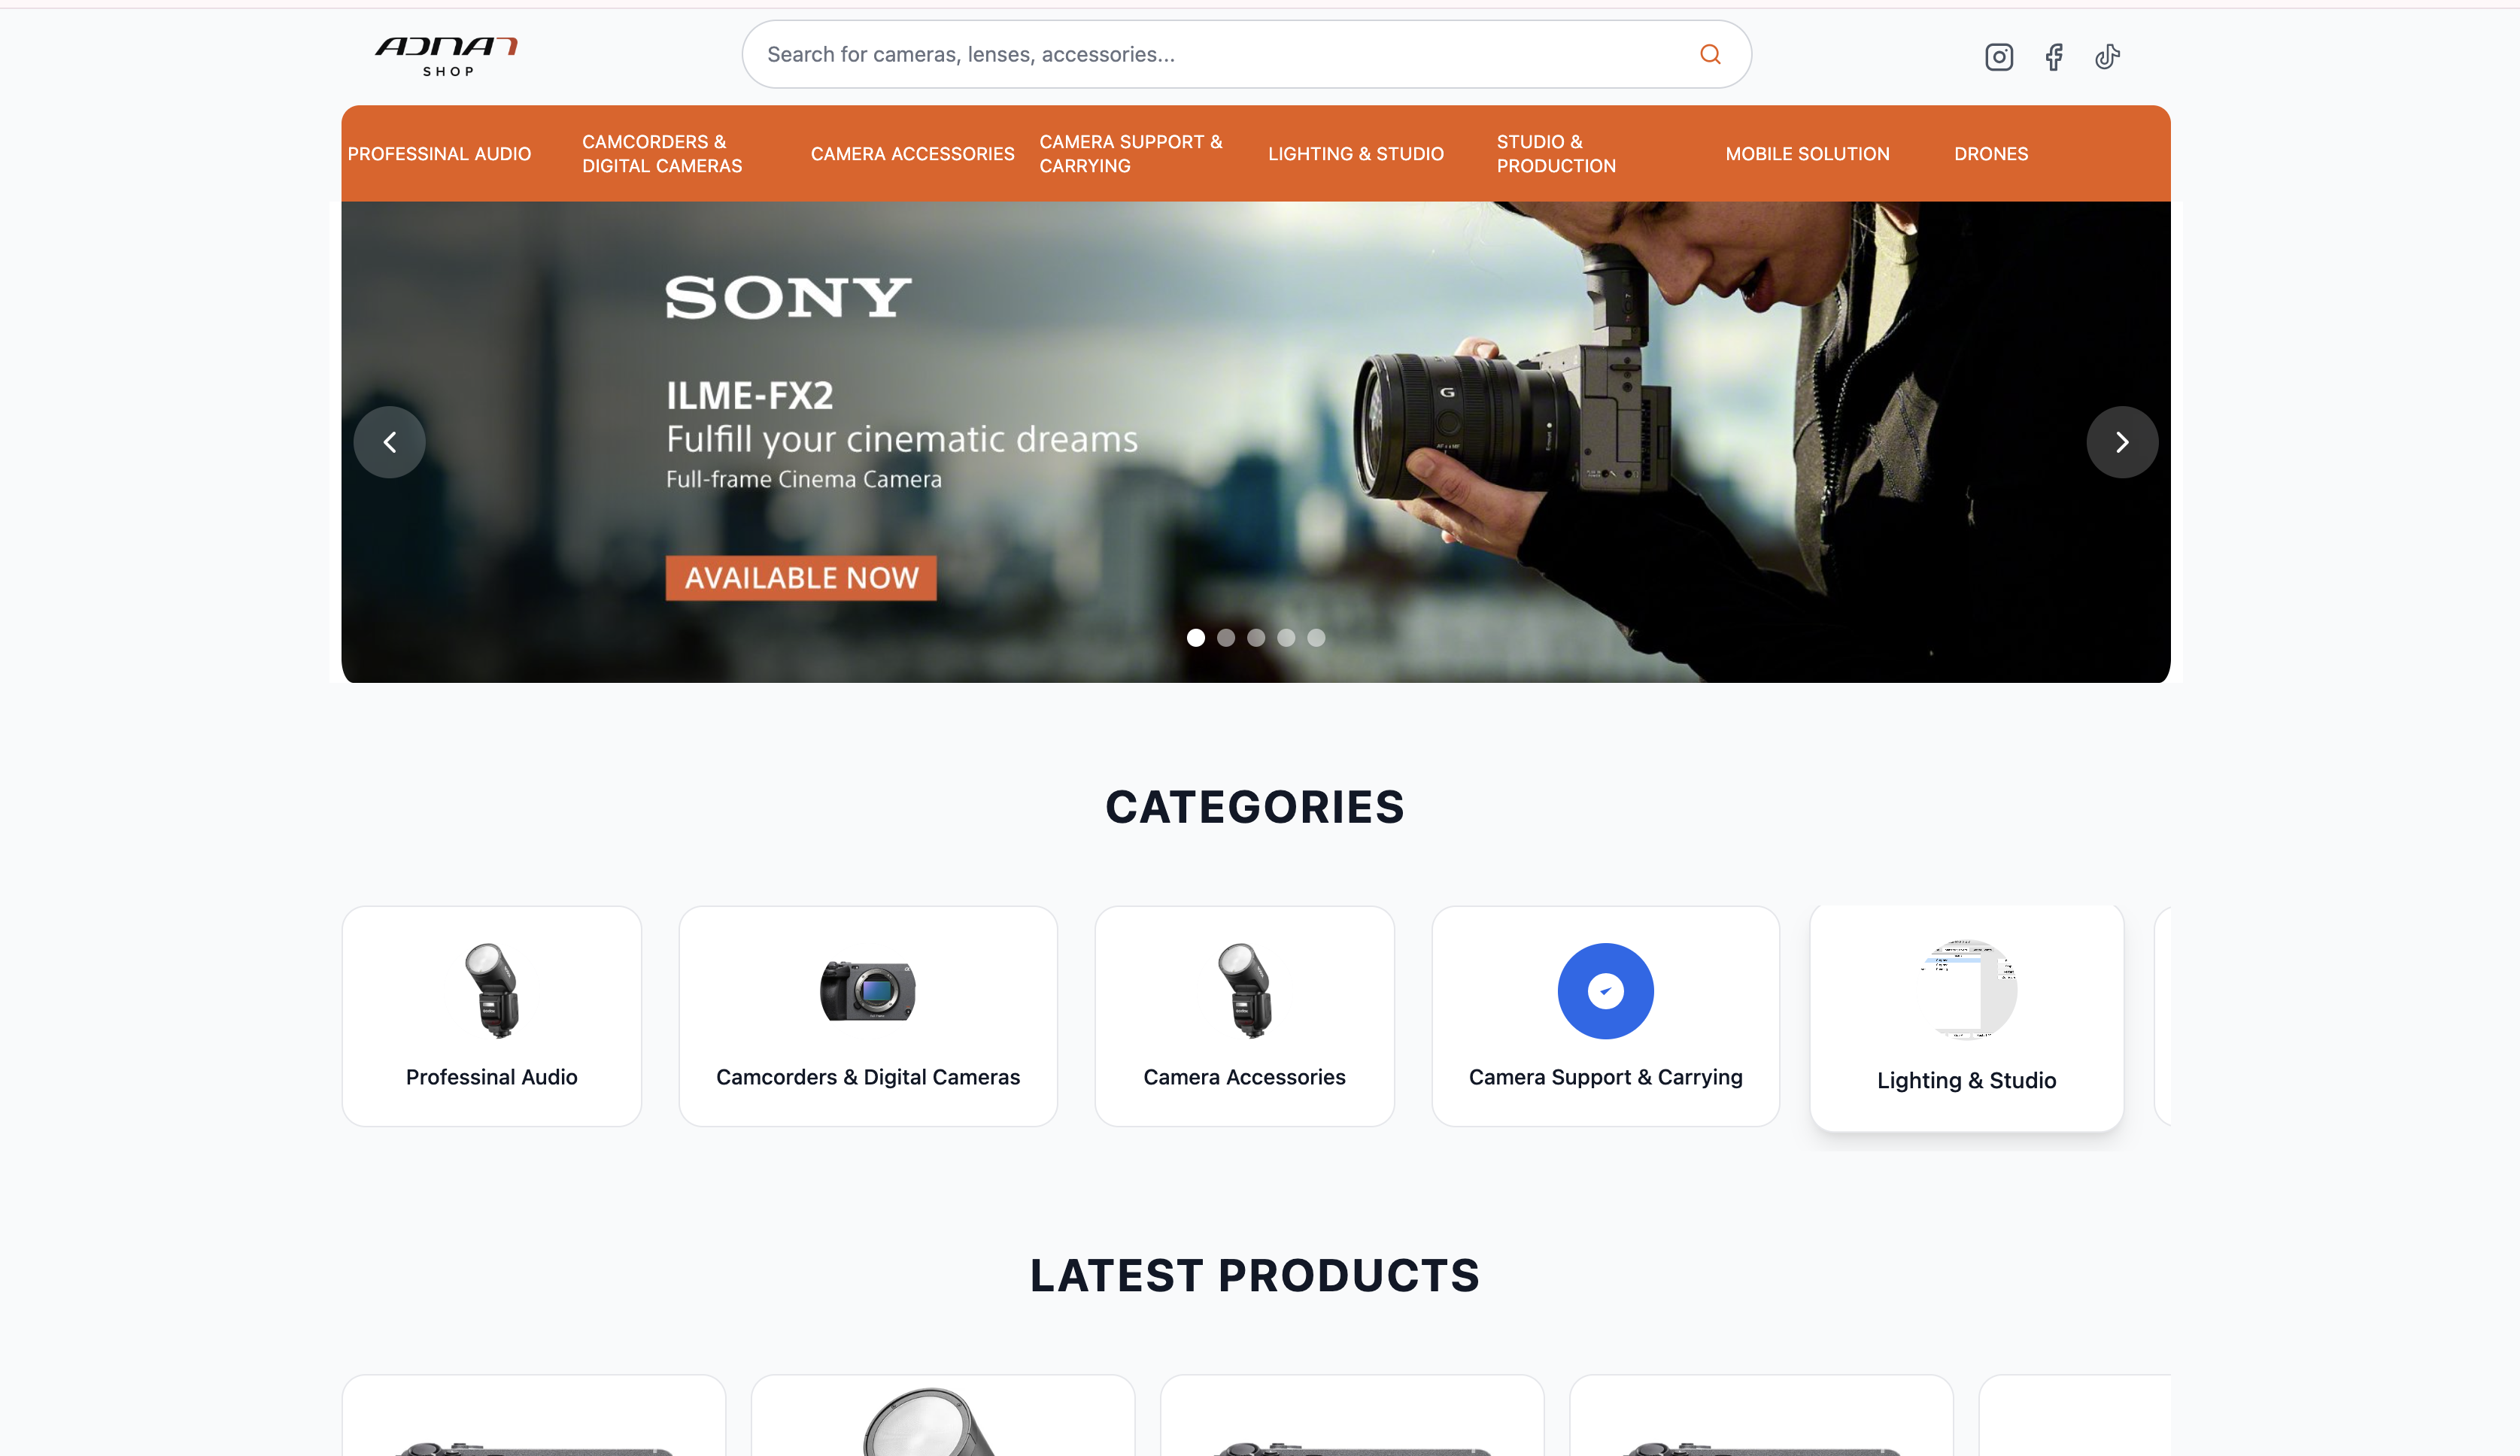 ADNAN
SHOP
Search for cameras, lenses, accessories...
PROFESSINAL AUDIO
CAMCORDERS &
DIGITAL CAMERAS
CAMERA ACCESSORIES
CAMERA SUPPORT &
CARRYING
LIGHTING & STUDIO
STUDIO &
PRODUCTION
MOBILE SOLUTION
DRONES
SONY
ILME-FX2
Fulfill your cinematic dreams
Full-frame Cinema Camera
AVAILABLE NOW
G
CATEGORIES
Professinal Audio
Camcorders & Digital Cameras
Camera Accessories
Camera Support & Carrying
Lighting & Studio
LATEST PRODUCTS